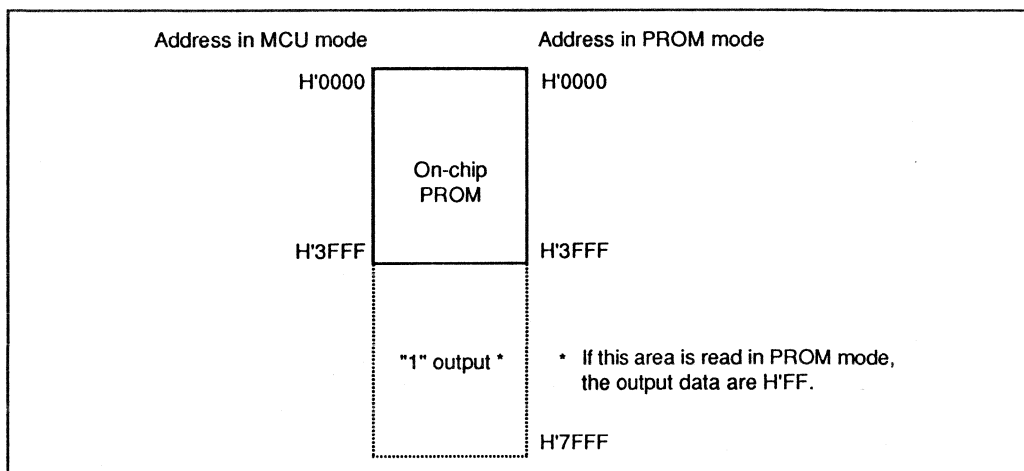 Address in MCU mode Address in PROM mode
H'0000 H'0000
On-chip
PROM
H'3FFF H'3FFF
"1" output *
* If this area is read in PROM mode,
the output data are H'FF.
H'7FFF